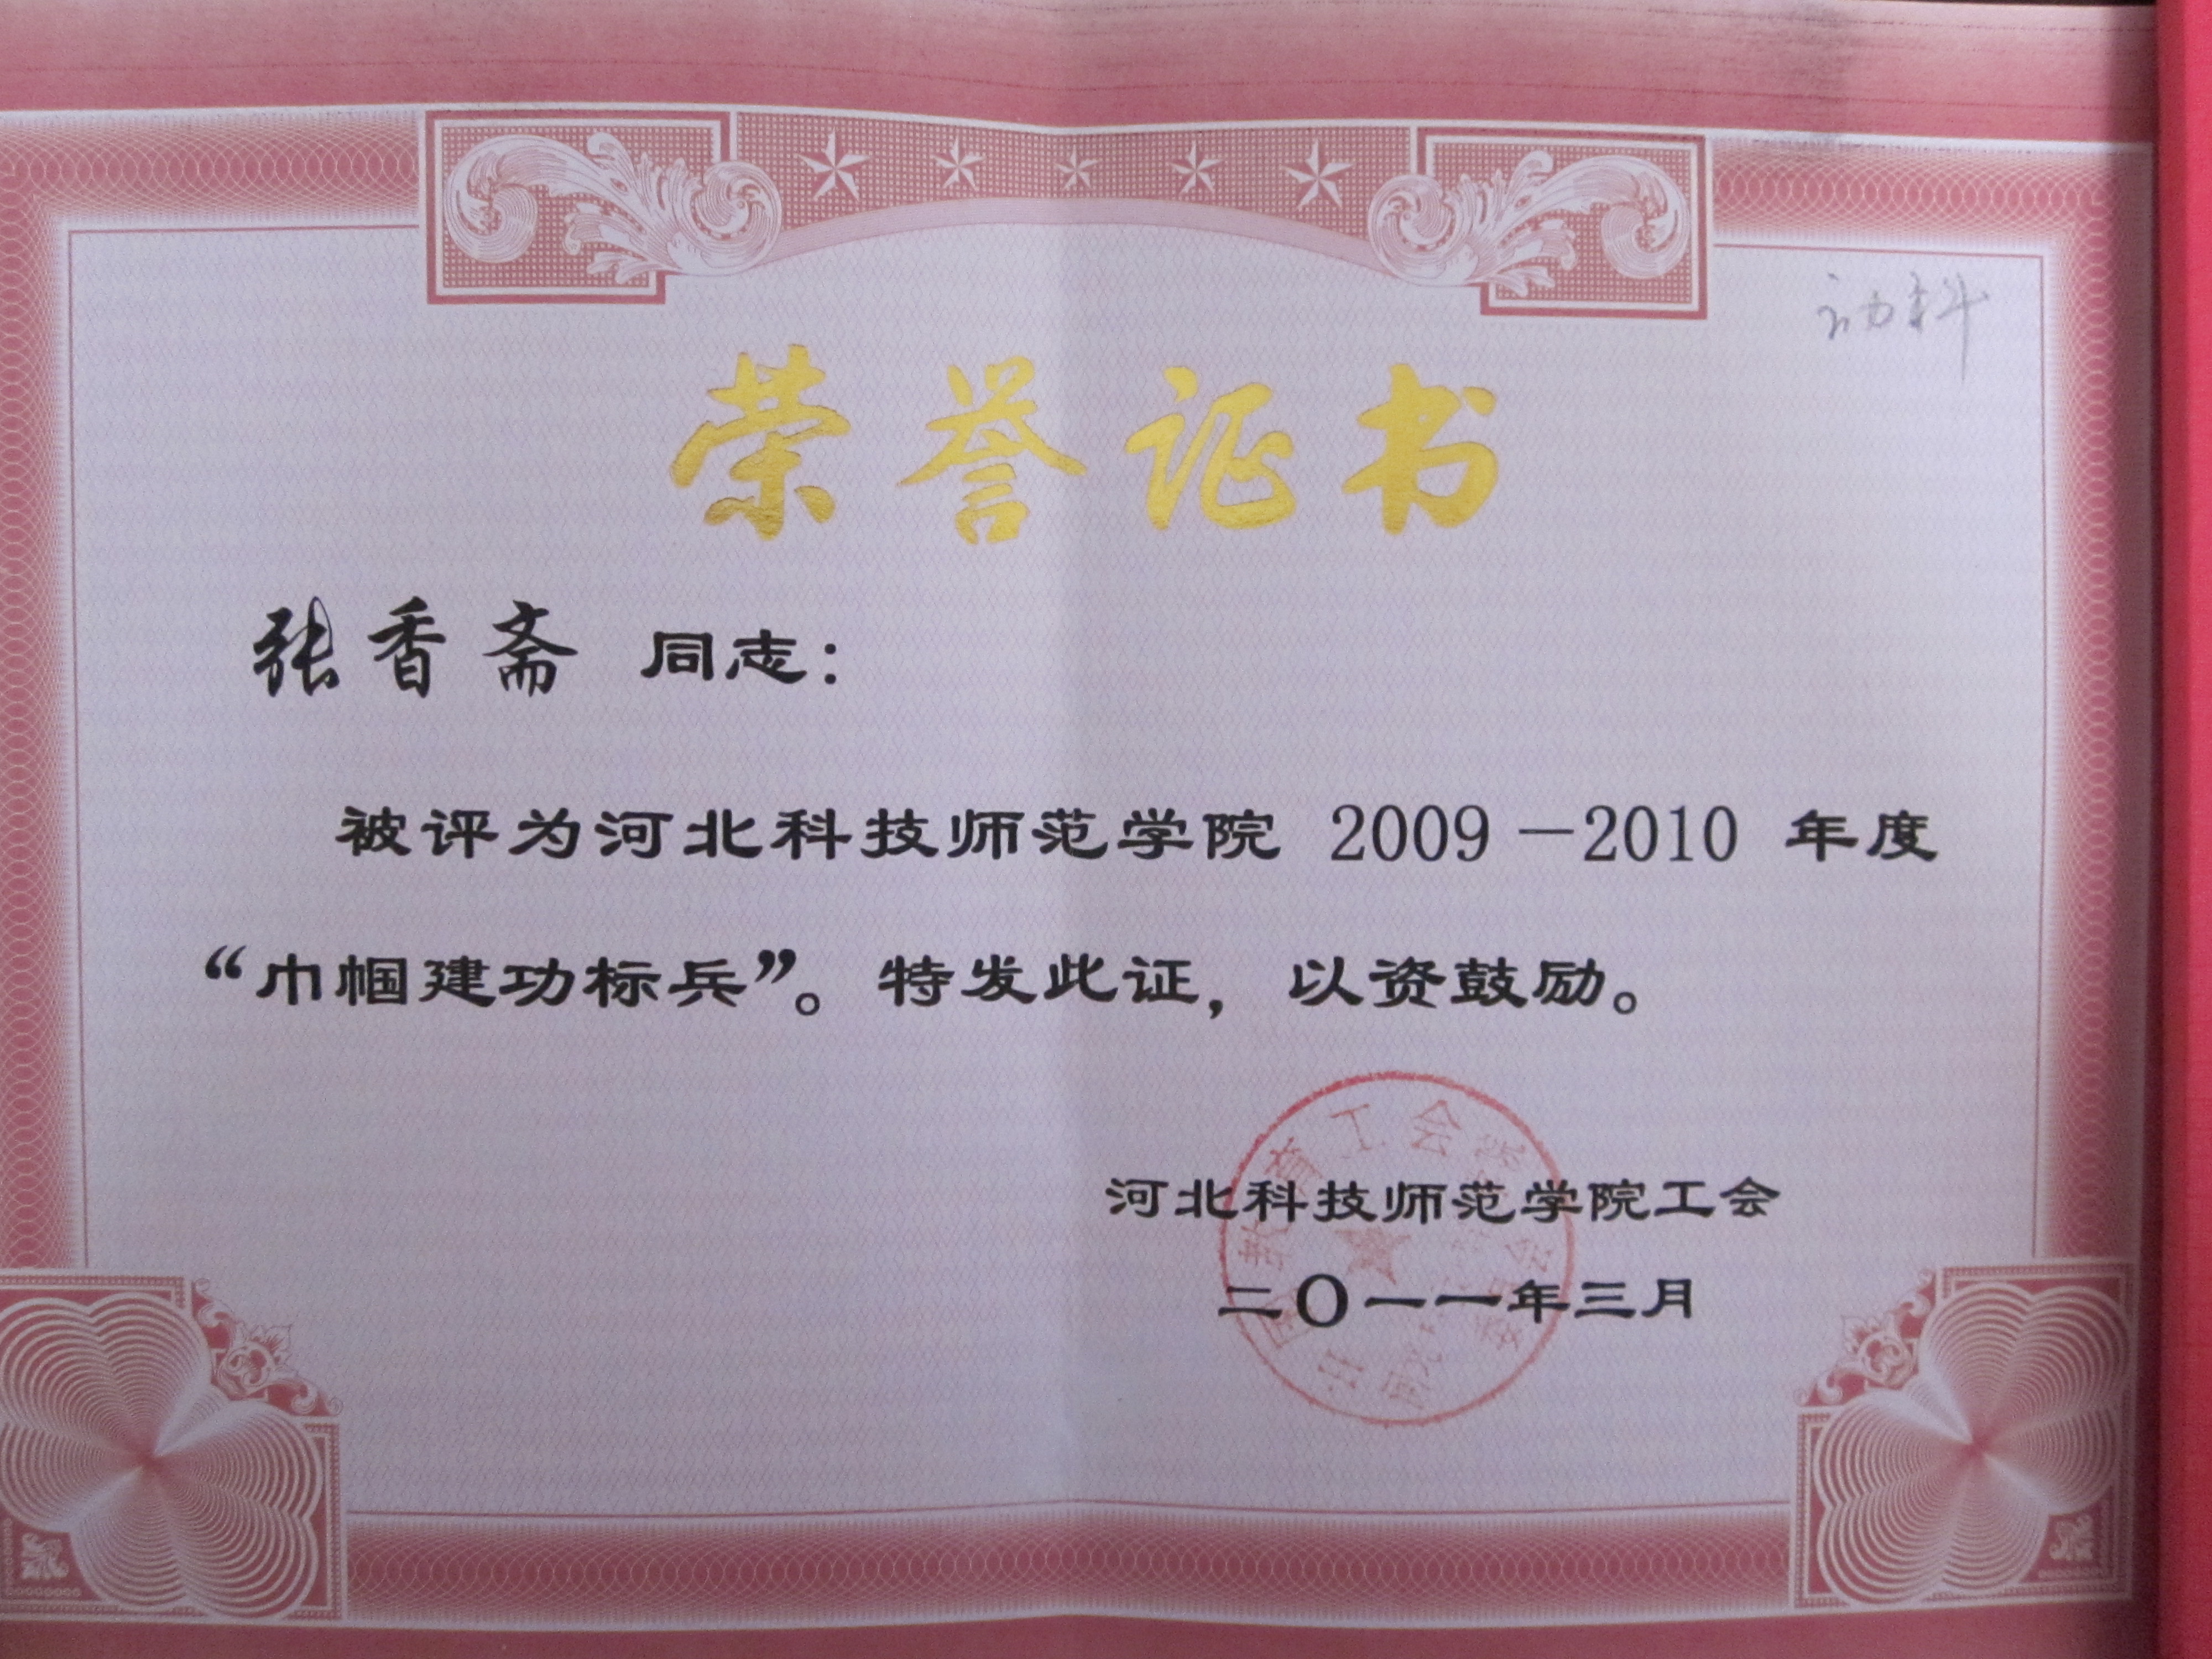 动科
荣誉证书
张香斋 同志：
被评为河北科技师范学院 2009－2010 年度
“巾帼建功标兵”。特发此证，以资鼓励。
河北科技师范学院工会
二〇一一年三月